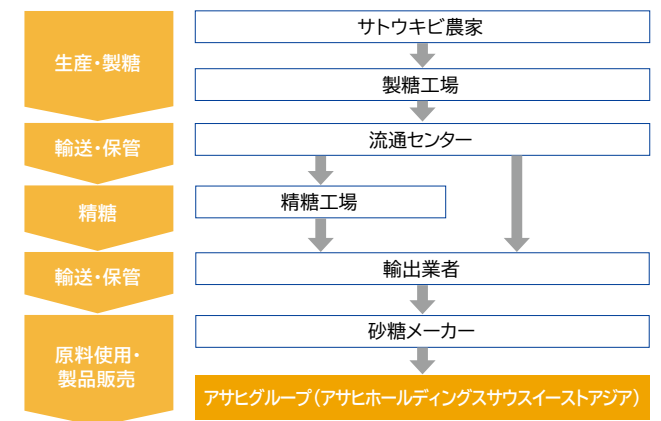 生産・製糖
サトウキビ農家
製糖工場
輸送・保管
流通センター
精糖
精糖工場
輸送・保管
輸出業者
原料使用・
製品販売
砂糖メーカー
アサヒグループ（アサヒホールディングスサウスイーストアジア）